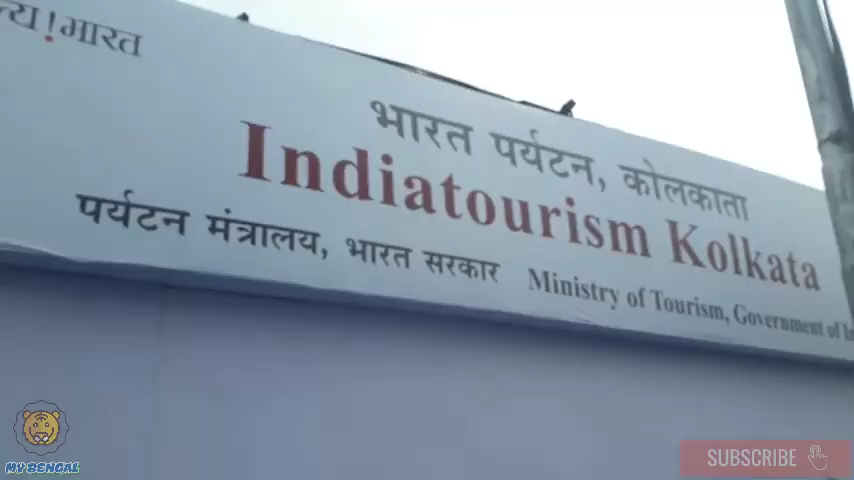 भारत
भारत पर्यटन, कोलकाता
Indiatourism Kolkata
पर्यटन मंत्रालय, भारत सरकार Ministry of Tourism, Government of
MY BENGAL
SUBSCRIBE